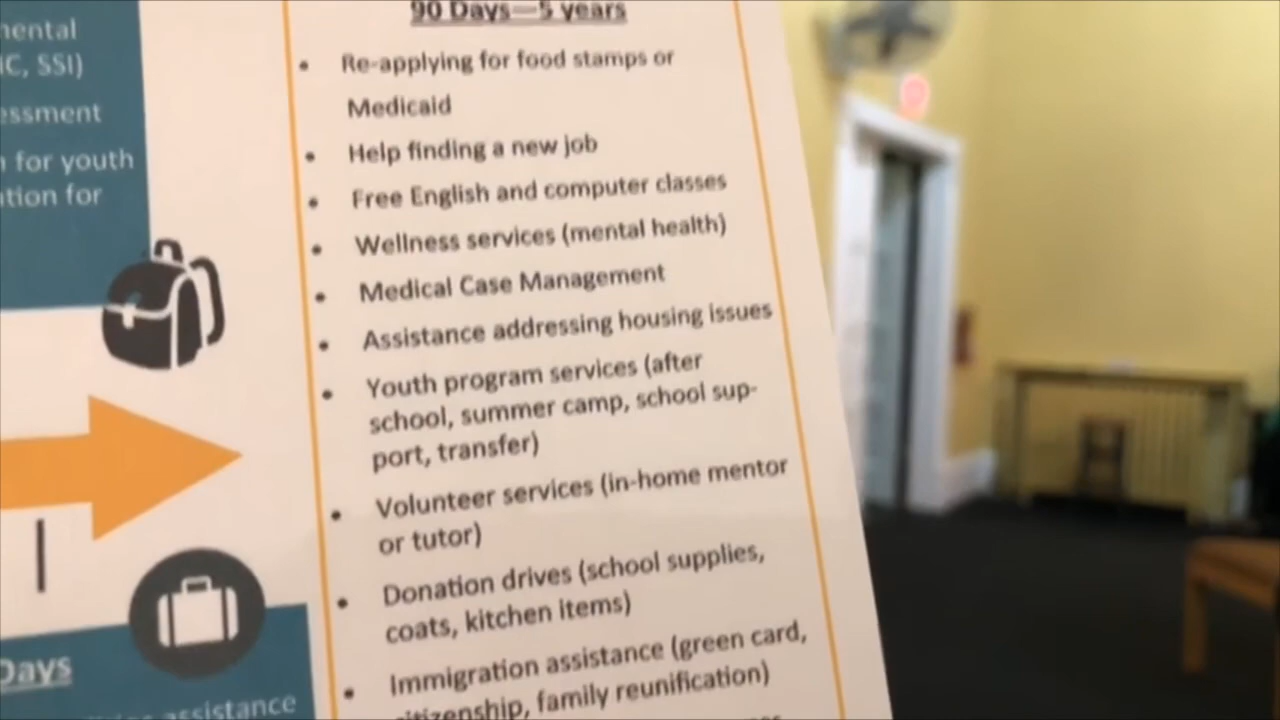 mental
IC, SSI)
essment
for youth
tion for
Days
assistance
90 Days—5 years
• Re-applying for food stamps or
Medicaid
• Help finding a new job
• Free English and computer classes
• Wellness services (mental health)
• Medical Case Management
• Assistance addressing housing issues
• Youth program services (after
school, summer camp, school sup-
port, transfer)
• Volunteer services (in-home mentor
or tutor)
• Donation drives (school supplies,
coats, kitchen items)
• Immigration assistance (green card,
citizenship, family reunification)